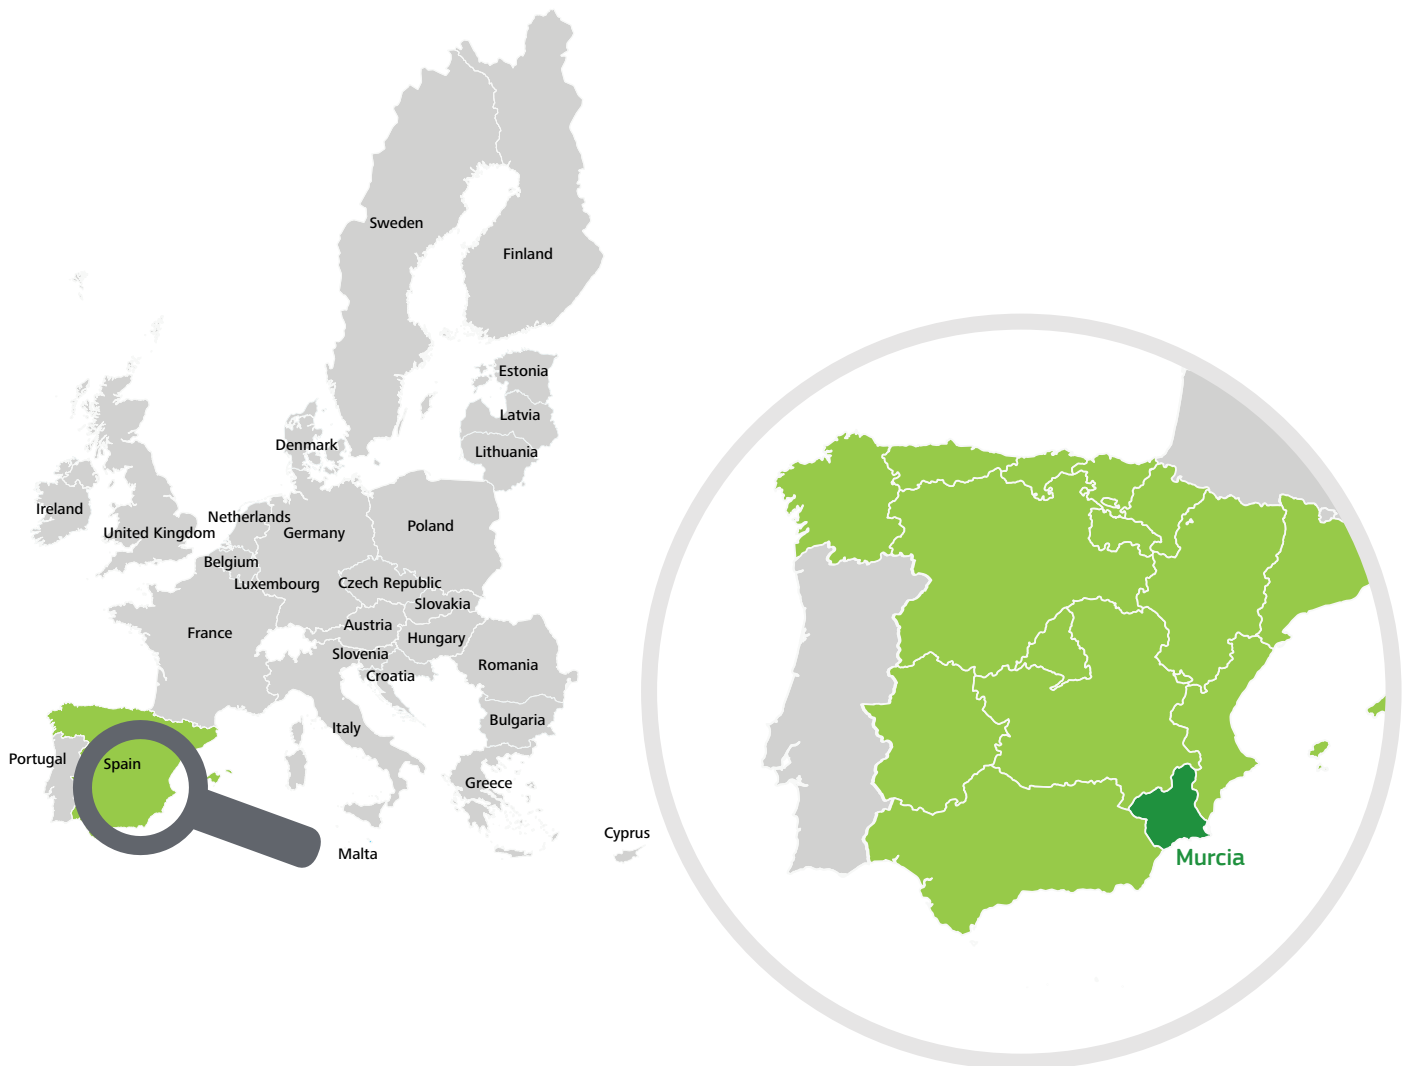 Sweden
Finland
Estonia
Latvia
Denmark
Lithuania
Ireland
Netherlands
United Kingdom
Germany
Poland
Belgium
Luxembourg
Czech Republic
Slovakia
Austria
France
Hungary
Slovenia
Romania
Croatia
Bulgaria
Italy
Portugal
Spain
Greece
Cyprus
Malta
Murcia